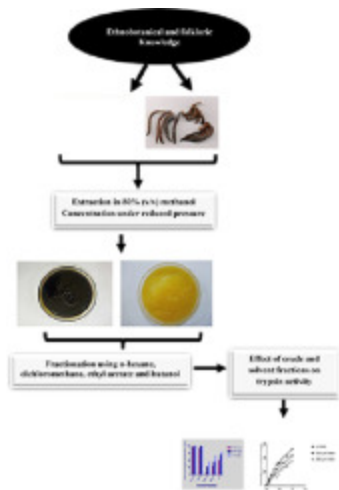 Ethnobotanical and folkloric
Knowledge
Extraction in 80% (v/v) methanol
Concentration under reduced pressure
Fractionation using n-hexane,
dichloromethane, ethyl acetate and butanol
Effect of crude and
solvent fractions on
trypsin activity